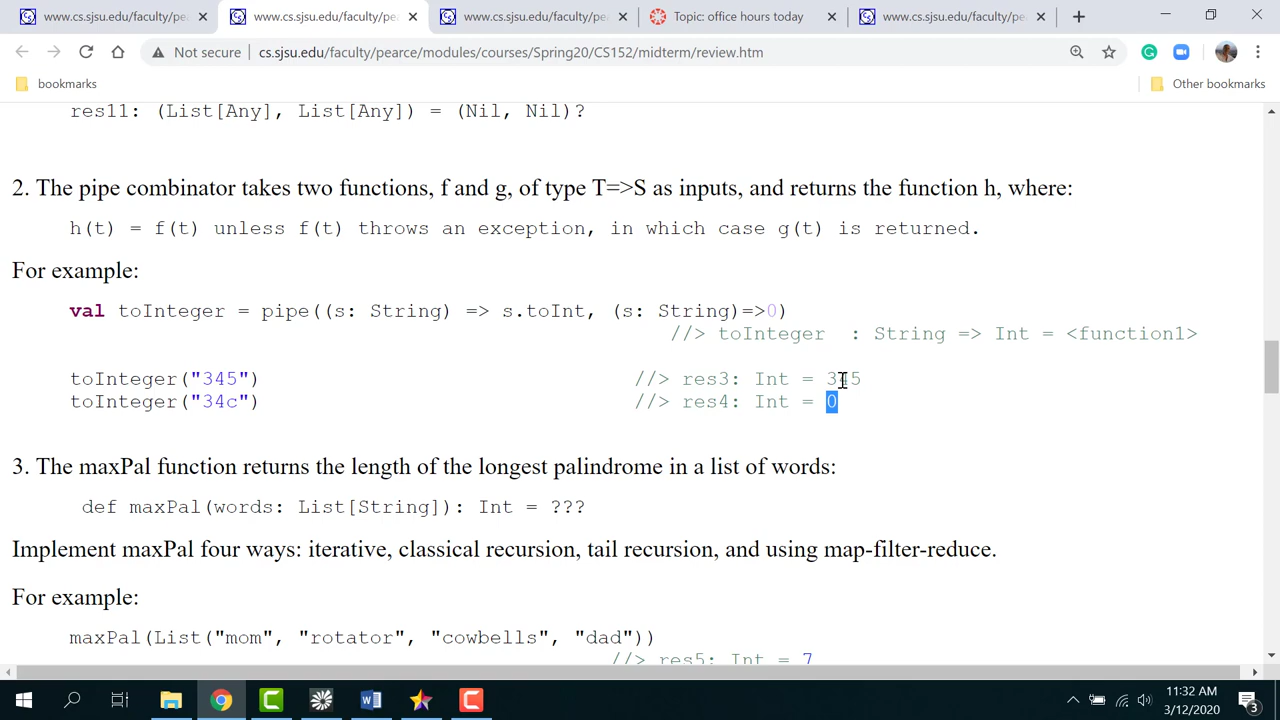 www.cs.sjsu.edu/faculty/pearce/
www.cs.sjsu.edu/faculty/pe
www.cs.sjsu.edu/faculty/pe
Topic: office hours today
www.cs.sjsu.edu/faculty/pe
Not secure
cs.sjsu.edu/faculty/pearce/modules/courses/Spring20/CS152/midterm/review.htm
bookmarks
Other bookmarks
res11: (List[Any], List[Any]) = (Nil, Nil)?
2. The pipe combinator takes two functions, f and g, of type T=>S as inputs, and returns the function h, where:
h(t) = f(t) unless f(t) throws an exception, in which case g(t) is returned.
For example:
val toInteger = pipe((s: String) => s.toInt, (s: String)=>0)
//> toInteger : String => Int = <function1>
toInteger("345") //> res3: Int = 345
toInteger("34c") //> res4: Int = 0
3. The maxPal function returns the length of the longest palindrome in a list of words:
def maxPal(words: List[String]): Int = ???
Implement maxPal four ways: iterative, classical recursion, tail recursion, and using map-filter-reduce.
For example:
maxPal(List("mom", "rotator", "cowbells", "dad"))
//> res5: Int = 7
11:32 AM
3/12/2020
3